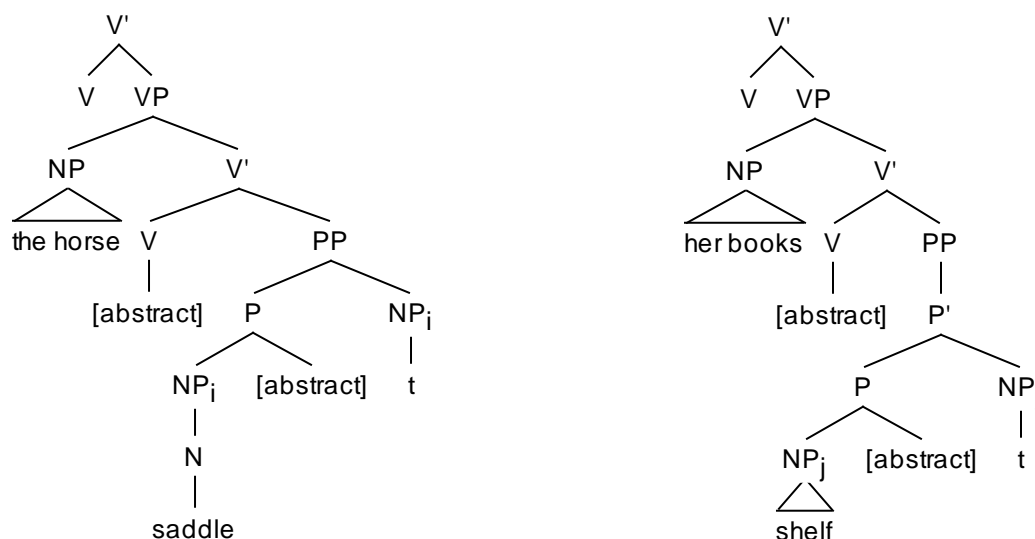 V'
V VP
NP V'
the horse V PP
[abstract] P NPi
NPi [abstract] t
N
saddle
V'
V VP
NP V'
her books V PP
[abstract] P'
P NP
NPj [abstract] t
shelf